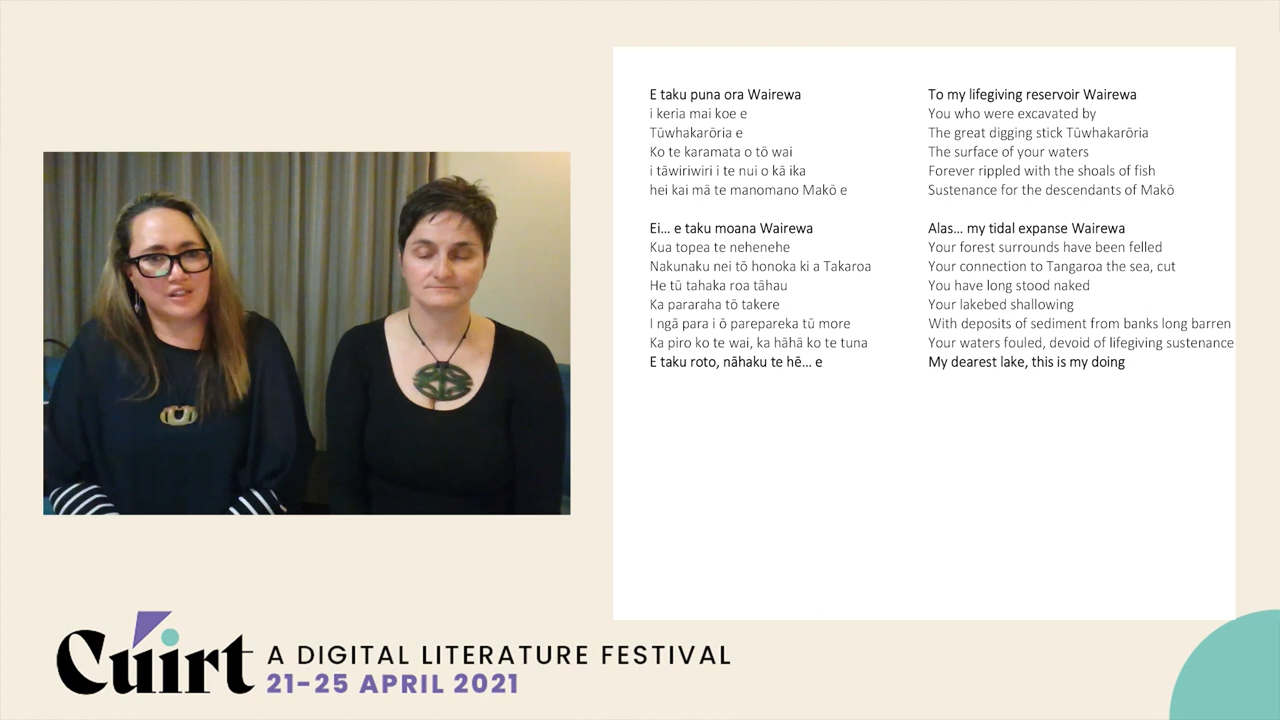 E taku puna ora Wairewa
i keria mai koe e
Tūwhakarōria e
Ko te karamata o tō wai
i tāwiriwiri i te nui o kā ika
hei kai mā te manomano Makō e
Ei... e taku moana Wairewa
Kua topea te nehenehe
Nakunaku nei tō honoka ki a Takaroa
He tū tahaka roa tāhau
Ka pararaha tō takere
I ngā para i ō parepareka tū more
Ka piro ko te wai, ka hāhā ko te tuna
E taku roto, nāhaku te hē... e
To my lifegiving reservoir Wairewa
You who were excavated by
The great digging stick Tūwhakarōria
The surface of your waters
Forever rippled with the shoals of fish
Sustenance for the descendants of Makō
Alas... my tidal expanse Wairewa
Your forest surrounds have been felled
Your connection to Tangaroa the sea, cut
You have long stood naked
Your lakebed shallowing
With deposits of sediment from banks long barren
Your waters fouled, devoid of lifegiving sustenance
My dearest lake, this is my doing
Cúirt
A DIGITAL LITERATURE FESTIVAL
21-25 APRIL 2021